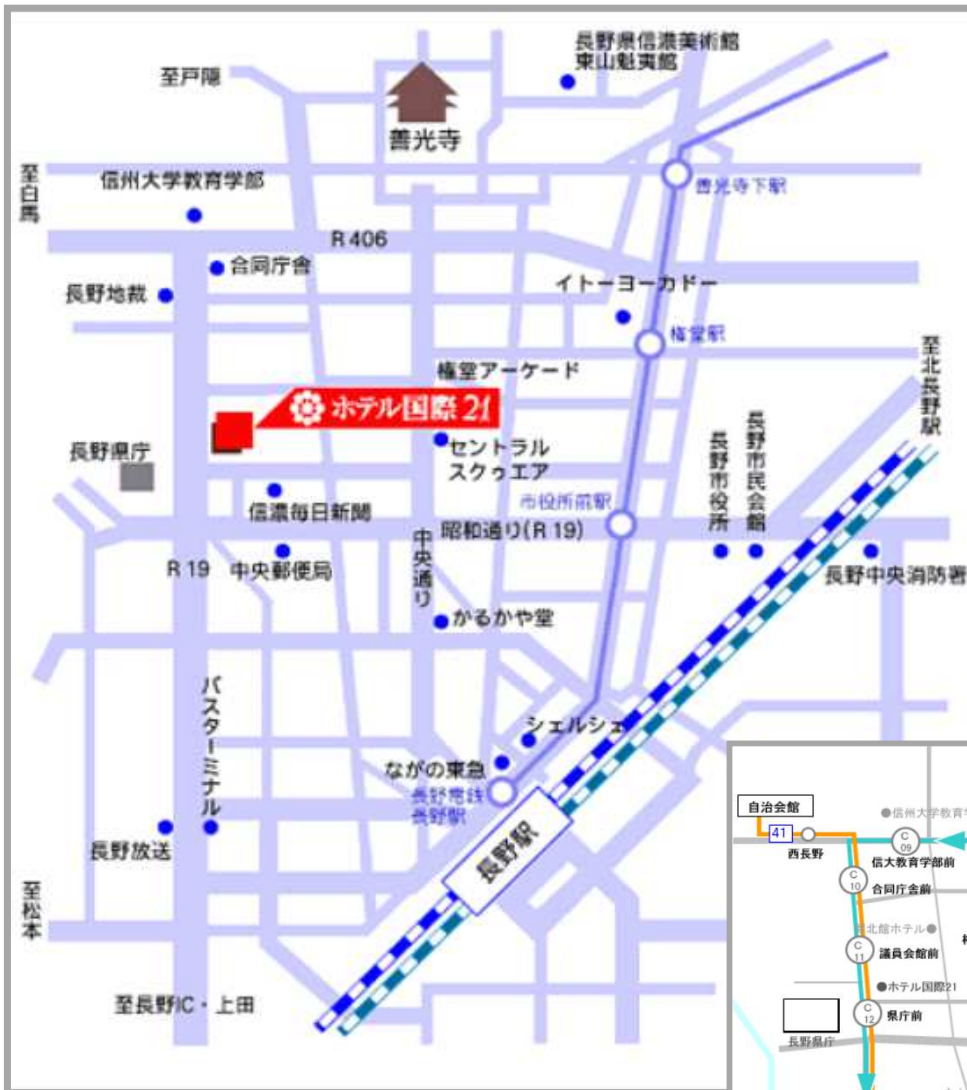 長野県信濃美術館
東山魁夷館
至戸隠
善光寺
至白馬
信州大学教育学部
善光寺下駅
R 406
合同庁舎
イトーヨーカドー
長野地裁
権堂駅
至北長野駅
権堂アーケード
ホテル国際21
長野県庁
セントラル
スクゥエア
長野市役所
長野市民会館
市役所前駅
信濃毎日新聞
昭和通り(R 19)
中央通り
R 19
中央郵便局
長野中央消防署
かるかや堂
バスターミナル
シェルシェ
ながの東急
長野電鉄
長野駅
長野駅
長野放送
至松本
至長野IC・上田
自治会館
41
西長野
●信州大学教育学
C
09
信大教育学部前
C
10
合同庁舎前
北館ホテル●
C
11
議員会館前
●ホテル国際21
C
12
県庁前
長野県庁